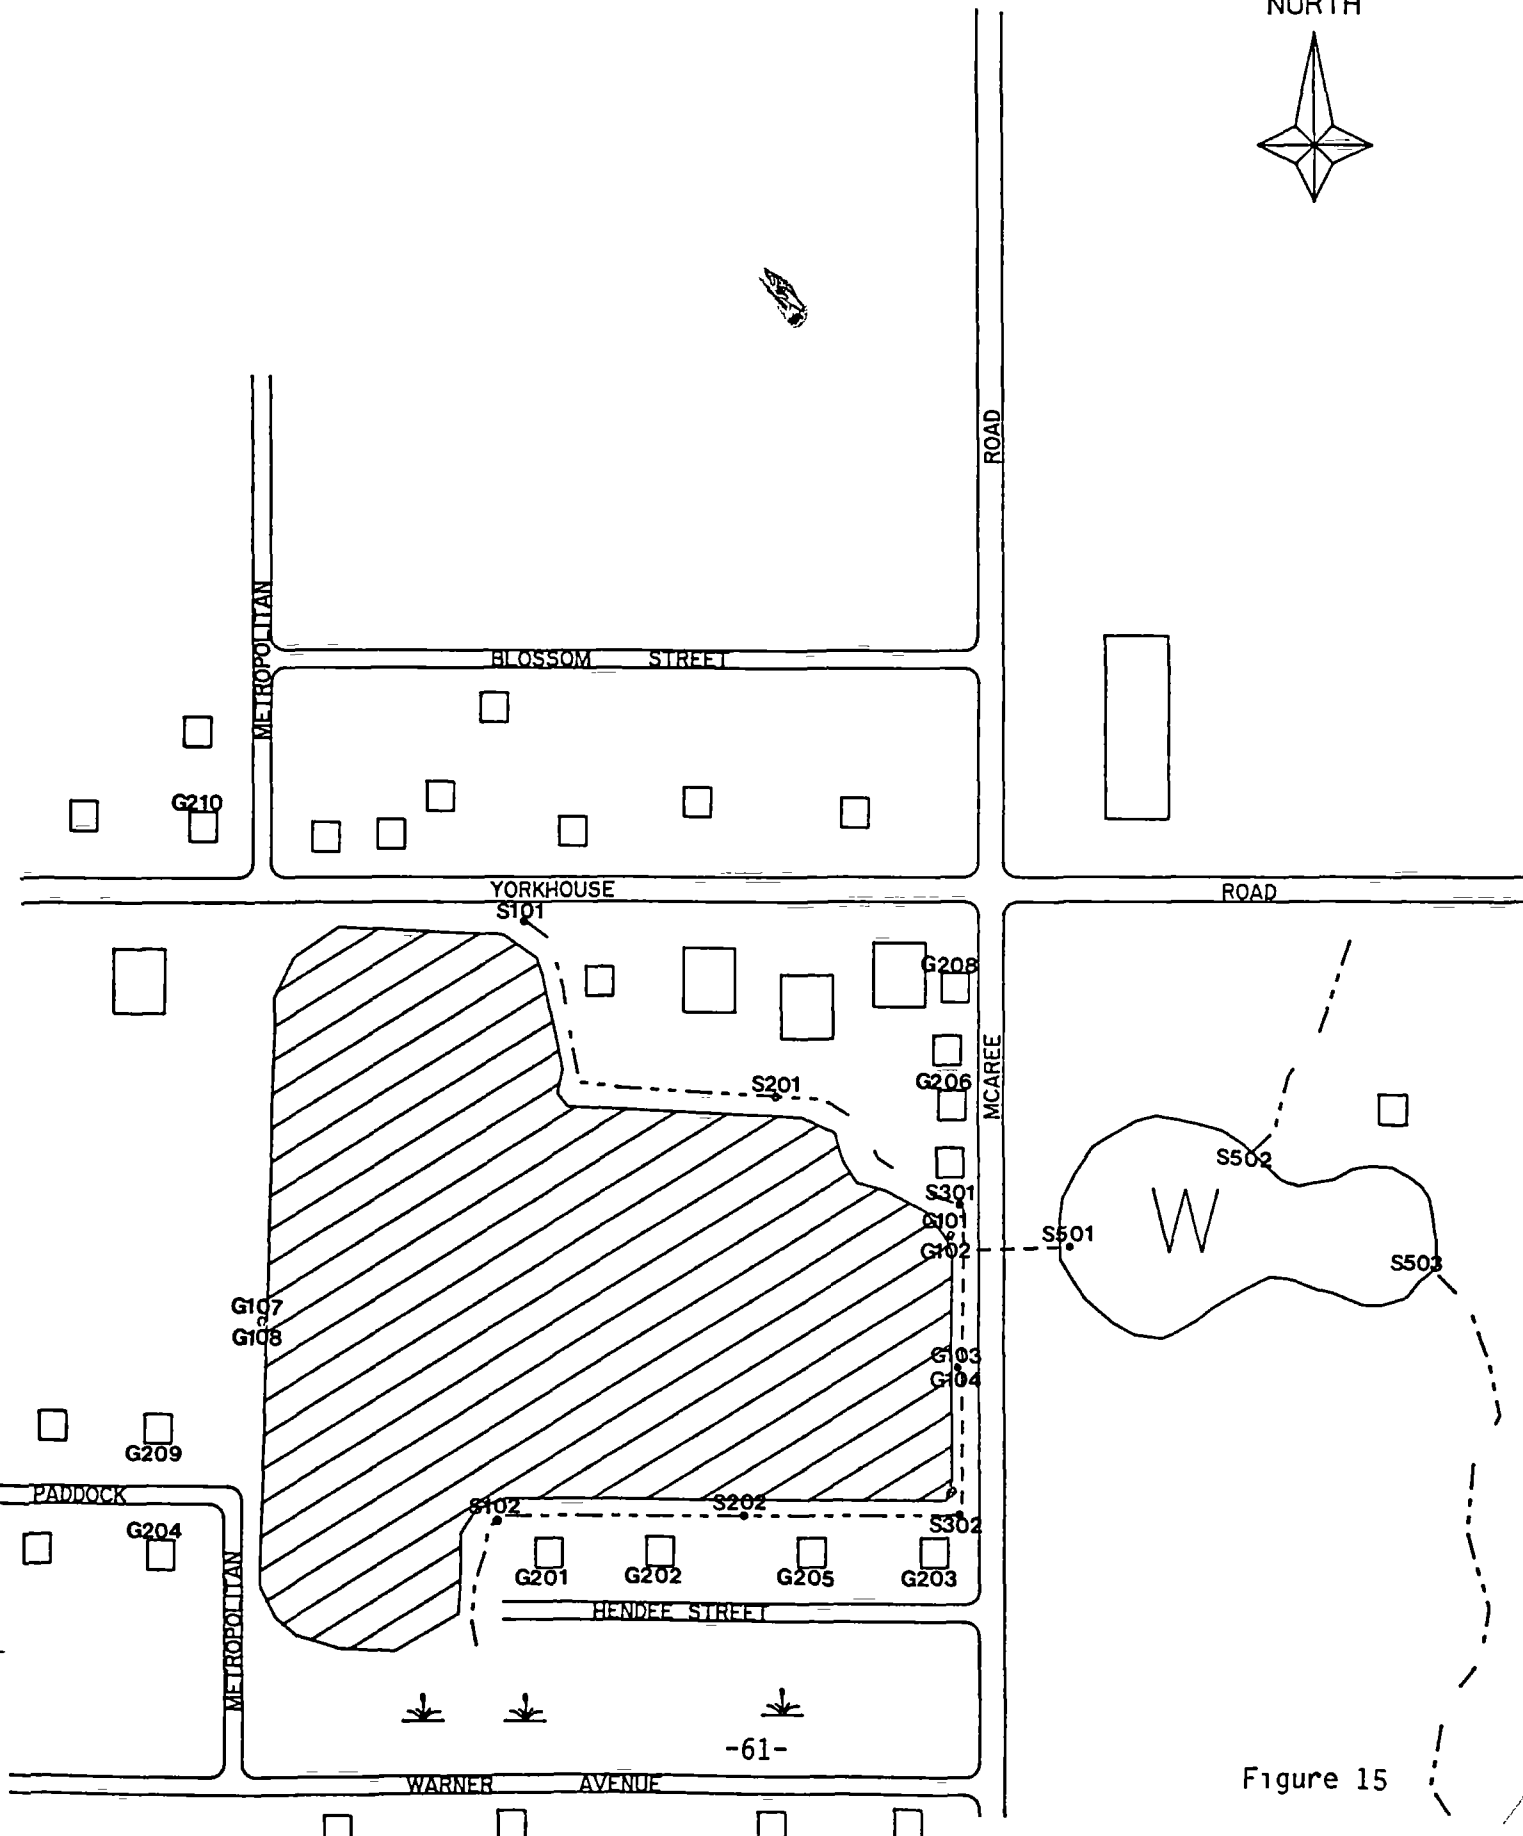 NORTH
ROAD
METROPOLITAN
BLOSSOM STREET
G210
YORKHOUSE ROAD
S101
G208
MCAREE
G206
S201
S502
S301
G101
S501
G102
S503
G107
G108
G103
G104
G209
PADDOCK
S102
S202
S302
G204
G201
G202
G205
G203
METROPOLITAN
HENDEE STREET
W
-61-
WARNER AVENUE
Figure 15